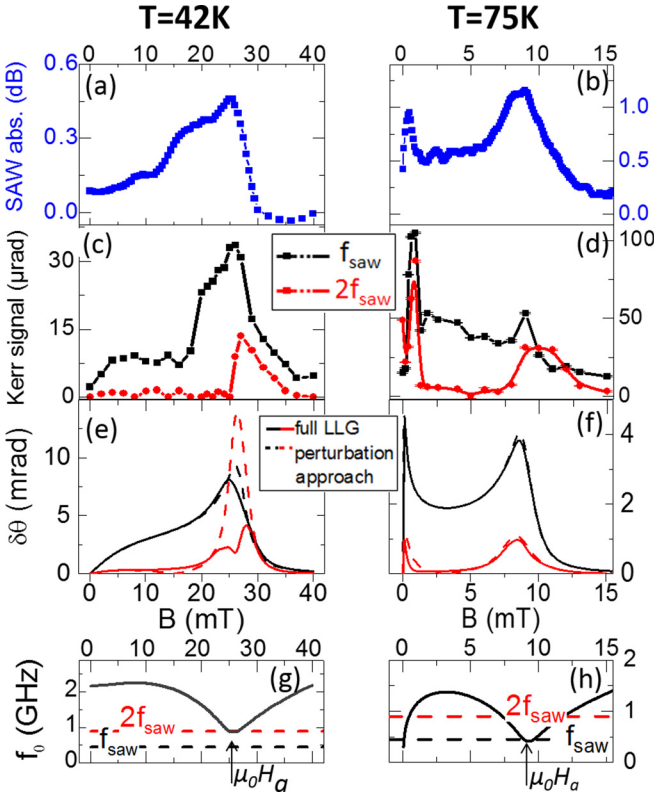 T=42K
T=75K
0 10 20 30 40
0 5 10 15
SAW abs. (dB)
0.6
0.3
0.0
(a)
(b)
1.0
0.5
0.0
Kerr signal (µrad)
30
15
0
(c)
f_saw
2f_saw
(d)
100
50
0
δθ (mrad)
10
5
0
(e)
full LLG
perturbation
approach
(f)
4
2
0
0 10 20 30 40
0 5 10 15
B (mT)
B (mT)
0 10 20 30 40
0 5 10 15
f₀ (GHz)
2
1
0
(g)
2f_saw
f_saw
μ₀Hₐ
(h)
2f_saw
f_saw
μ₀Hₐ
2
1
0